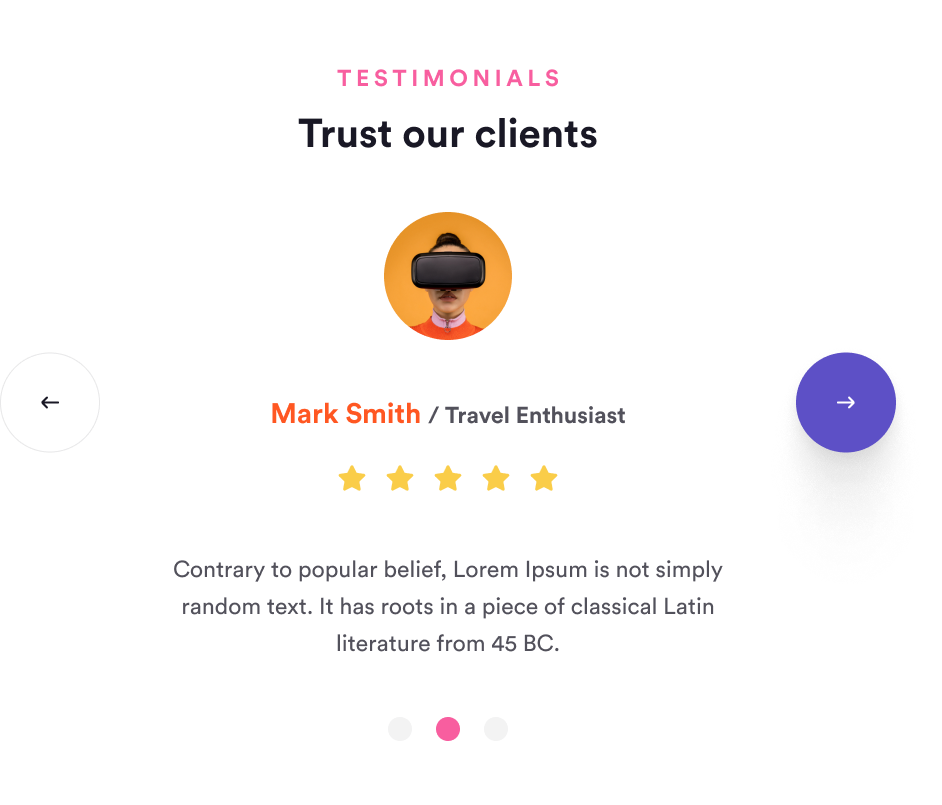 TESTIMONIALS
Trust our clients
Mark Smith / Travel Enthusiast
Contrary to popular belief, Lorem Ipsum is not simply
random text. It has roots in a piece of classical Latin
literature from 45 BC.